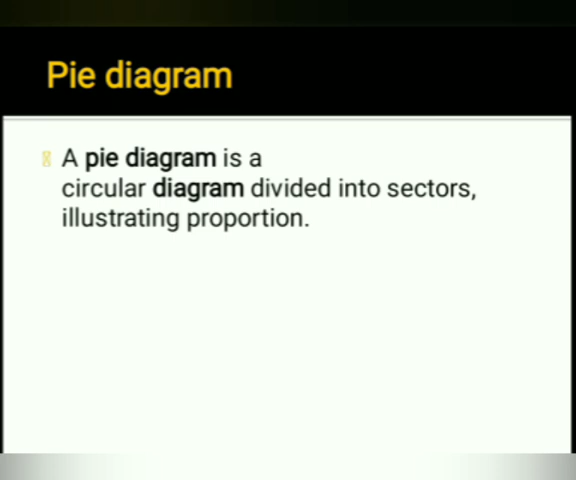 Pie diagram
A pie diagram is a
circular diagram divided into sectors,
illustrating proportion.